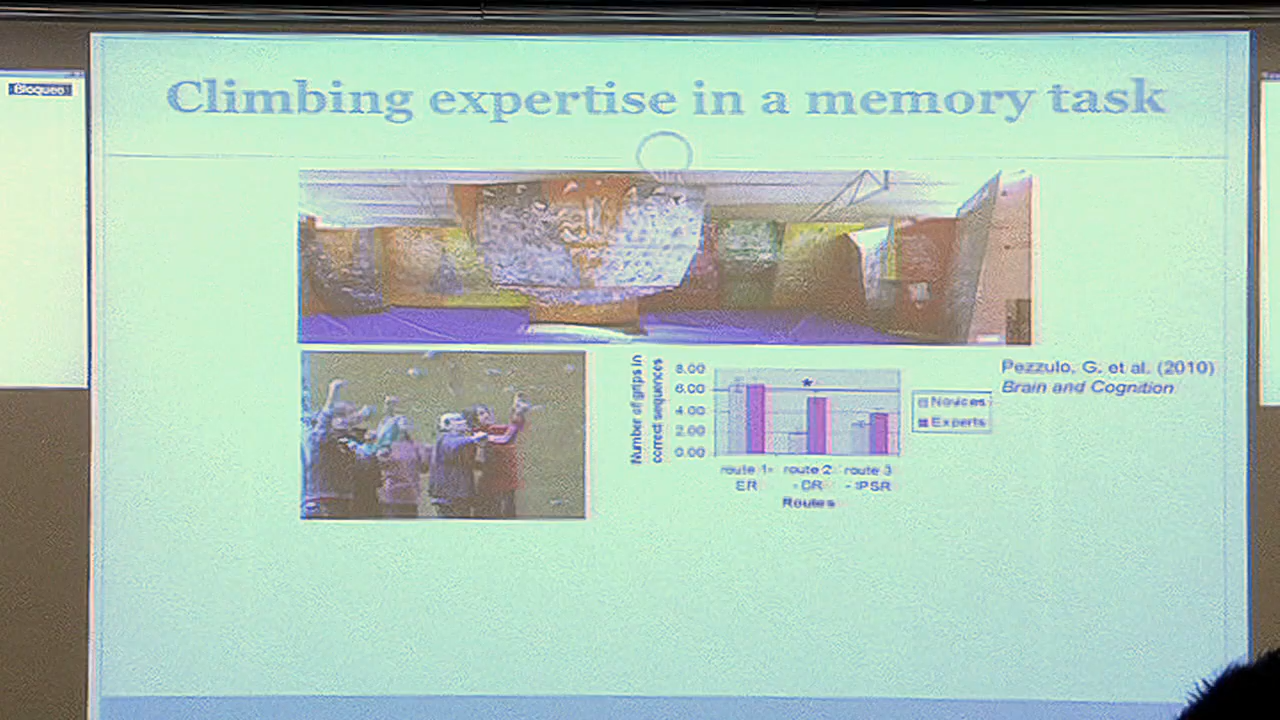 Bloqueo
Climbing expertise in a memory task
Number of grips in
correct sequences
8.00
6.00
4.00
2.00
0.00
*
route 1-
ER
route 2
- DR
route 3
- IPSR
Routes
Novices
Experts
Pezzulo, G. et al. (2010)
Brain and Cognition